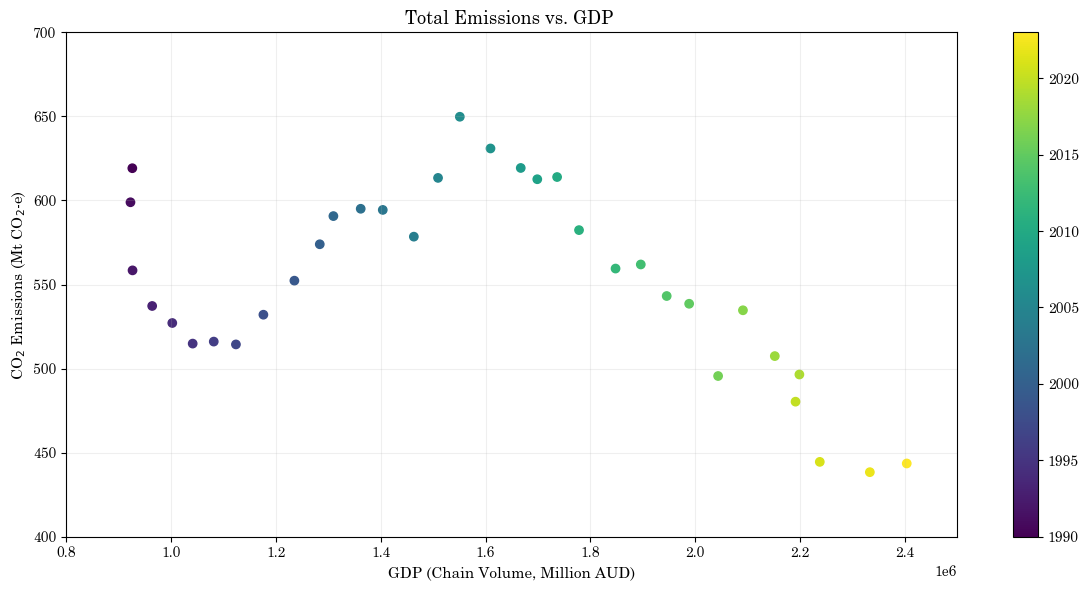 Total Emissions vs. GDP
700
650
600
550
500
450
400
CO₂ Emissions (Mt CO₂-e)
0.8 1.0 1.2 1.4 1.6 1.8 2.0 2.2 2.4
1e6
GDP (Chain Volume, Million AUD)
2020
2015
2010
2005
2000
1995
1990